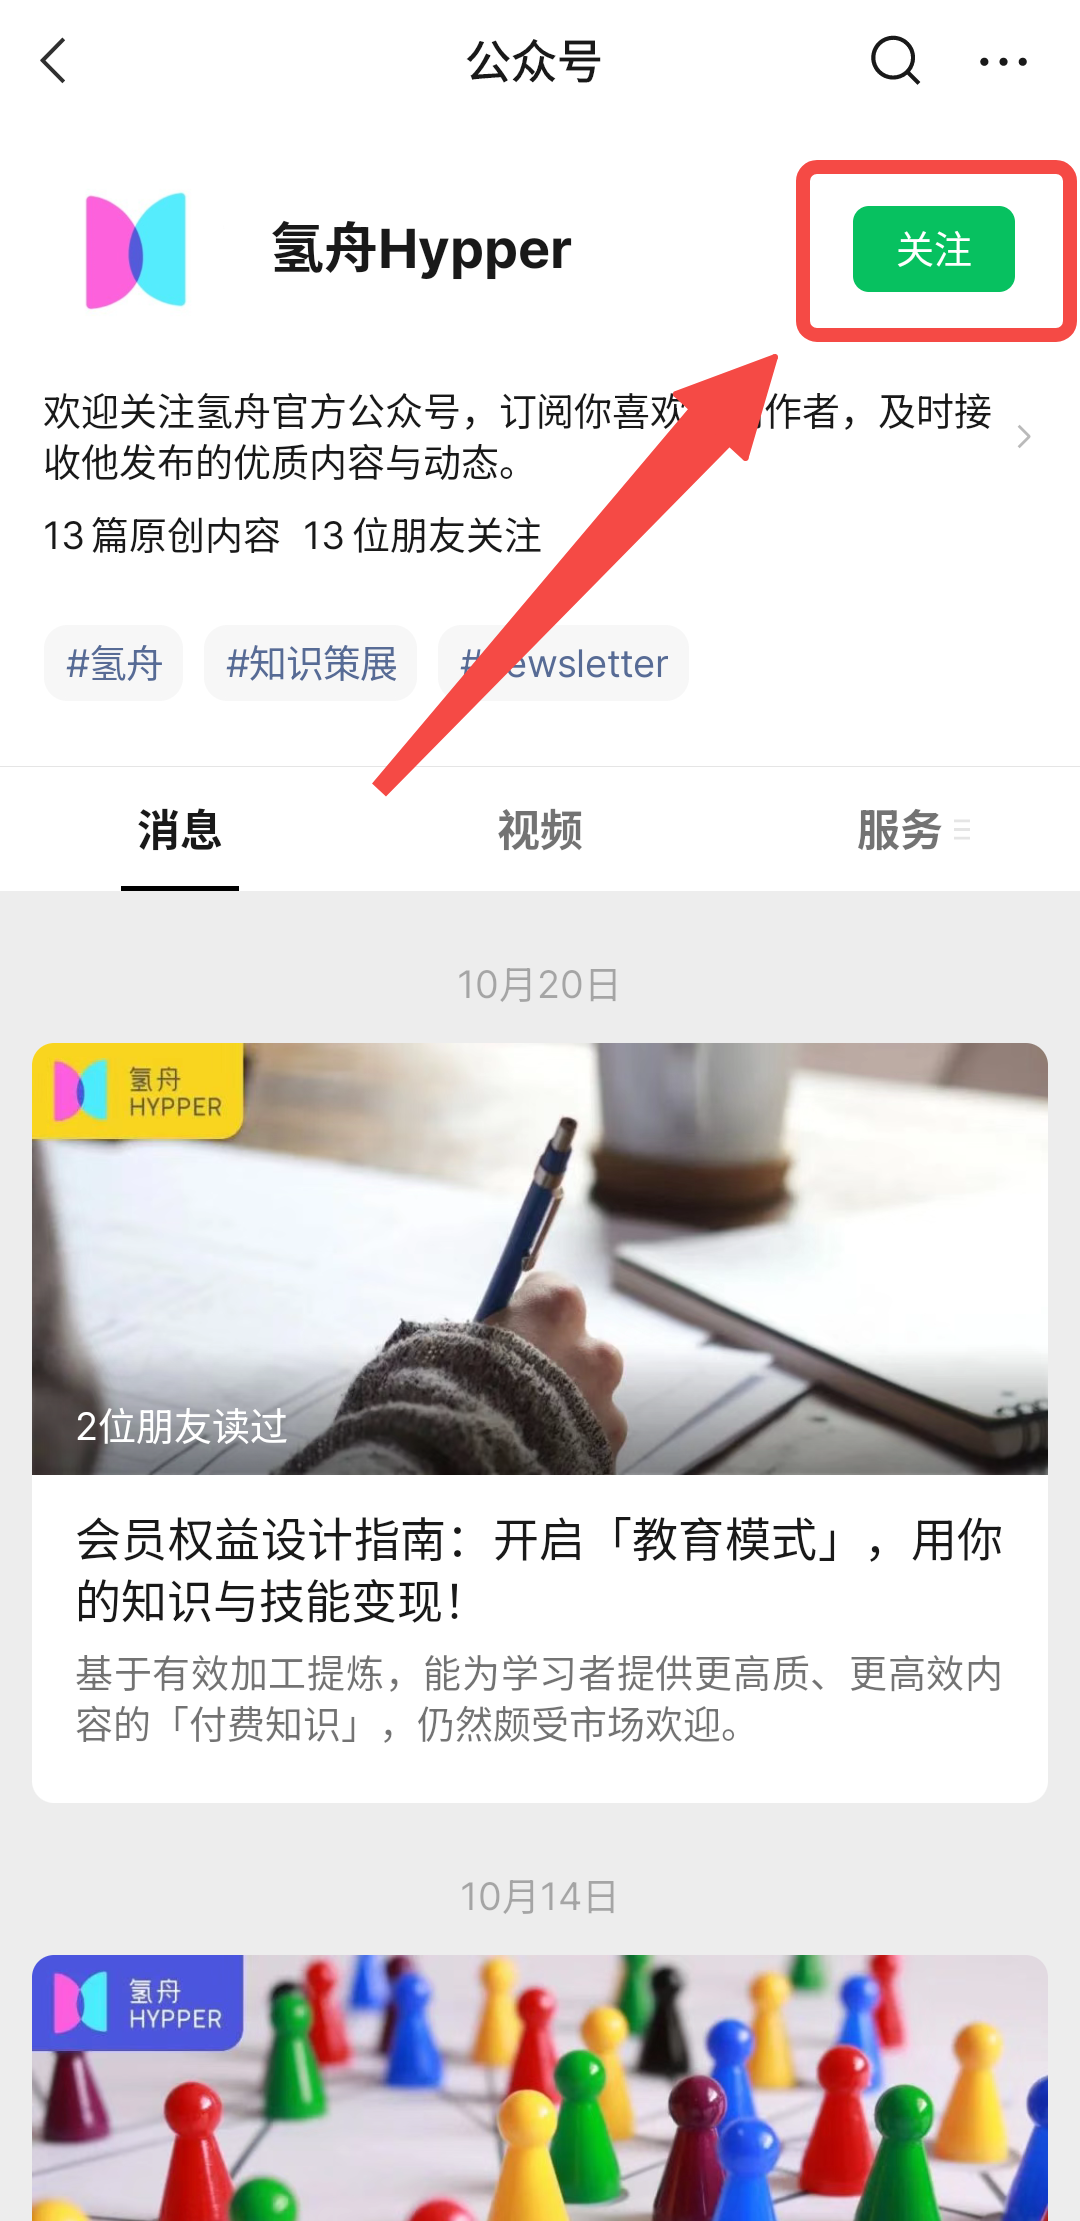 公众号
氢舟Hypper
关注
欢迎关注氢舟官方公众号，订阅你喜欢 作者，及时接
收他发布的优质内容与动态。
13篇原创内容 13位朋友关注
#氢舟 #知识策展 # ewsletter
消息 视频 服务
10月20日
氢舟
HYPPER
2位朋友读过
会员权益设计指南：开启「教育模式」，用你
的知识与技能变现！
基于有效加工提炼，能为学习者提供更高质、更高效内
容的「付费知识」，仍然颇受市场欢迎。
10月14日
氢舟
HYPPER